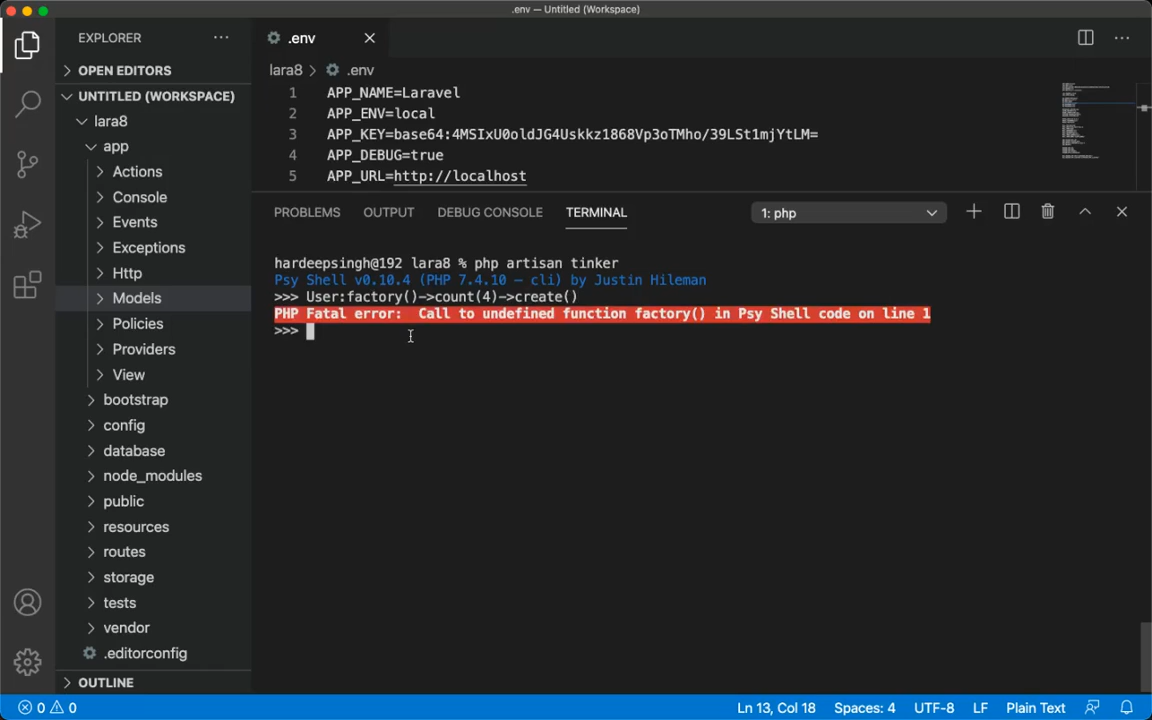 .env — Untitled (Workspace)
EXPLORER
OPEN EDITORS
UNTITLED (WORKSPACE)
lara8
app
Actions
Console
Events
Exceptions
Http
Models
Policies
Providers
View
bootstrap
config
database
node_modules
public
resources
routes
storage
tests
vendor
.editorconfig
OUTLINE
.env
lara8 > .env
1 APP_NAME=Laravel
2 APP_ENV=local
3 APP_KEY=base64:4MSIxU0oldJG4Uskkz1868Vp3oTMho/39LSt1mjYtLM=
4 APP_DEBUG=true
5 APP_URL=http://localhost
PROBLEMS OUTPUT DEBUG CONSOLE TERMINAL 1: php
hardeepsingh@192 lara8 % php artisan tinker
Psy Shell v0.10.4 (PHP 7.4.10 — cli) by Justin Hileman
>>> User:factory()->count(4)->create()
PHP Fatal error:  Call to undefined function factory() in Psy Shell code on line 1
>>>
0 0 Ln 13, Col 18 Spaces: 4 UTF-8 LF Plain Text